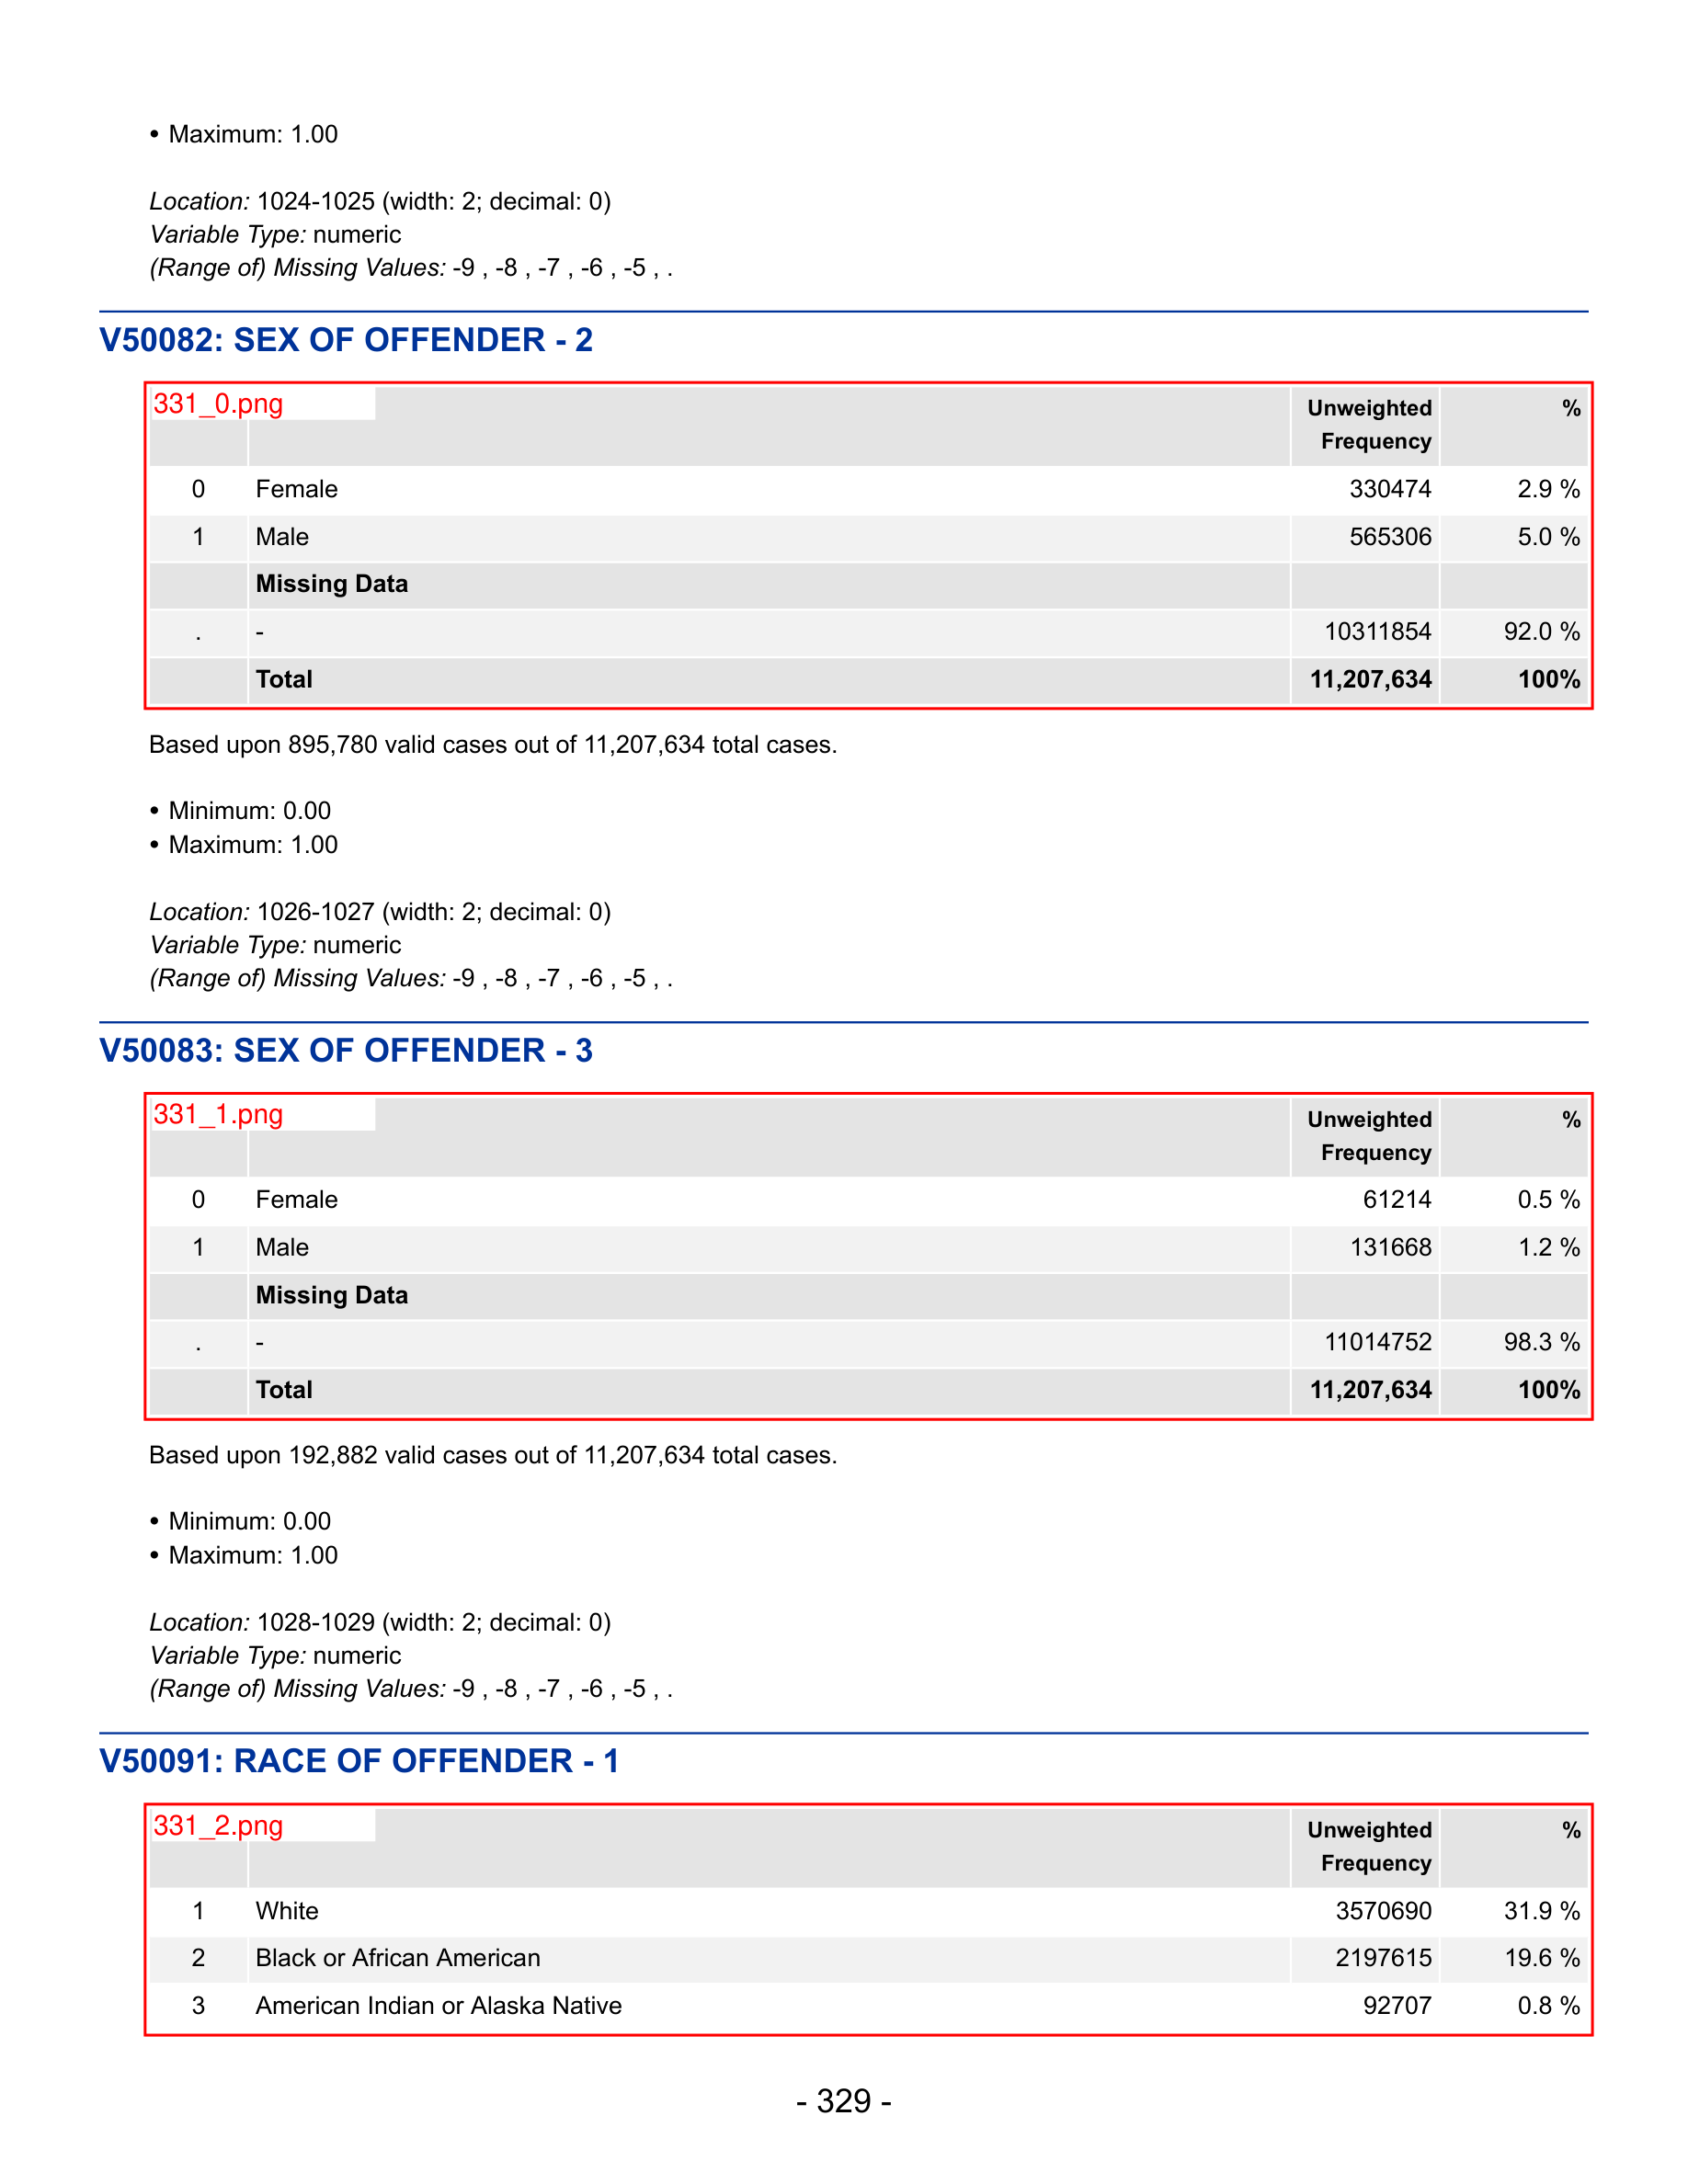 • Maximum: 1.00
Location: 1024-1025 (width: 2; decimal: 0)
Variable Type: numeric
(Range of) Missing Values: -9 , -8 , -7 , -6 , -5 , .
V50082: SEX OF OFFENDER - 2
331_0.png
Unweighted Frequency %
0 Female 330474 2.9 %
1 Male 565306 5.0 %
Missing Data
. - 10311854 92.0 %
Total 11,207,634 100%
Based upon 895,780 valid cases out of 11,207,634 total cases.
• Minimum: 0.00
• Maximum: 1.00
Location: 1026-1027 (width: 2; decimal: 0)
Variable Type: numeric
(Range of) Missing Values: -9 , -8 , -7 , -6 , -5 , .
V50083: SEX OF OFFENDER - 3
331_1.png
Unweighted Frequency %
0 Female 61214 0.5 %
1 Male 131668 1.2 %
Missing Data
. - 11014752 98.3 %
Total 11,207,634 100%
Based upon 192,882 valid cases out of 11,207,634 total cases.
• Minimum: 0.00
• Maximum: 1.00
Location: 1028-1029 (width: 2; decimal: 0)
Variable Type: numeric
(Range of) Missing Values: -9 , -8 , -7 , -6 , -5 , .
V50091: RACE OF OFFENDER - 1
331_2.png
Unweighted Frequency %
1 White 3570690 31.9 %
2 Black or African American 2197615 19.6 %
3 American Indian or Alaska Native 92707 0.8 %
- 329 -